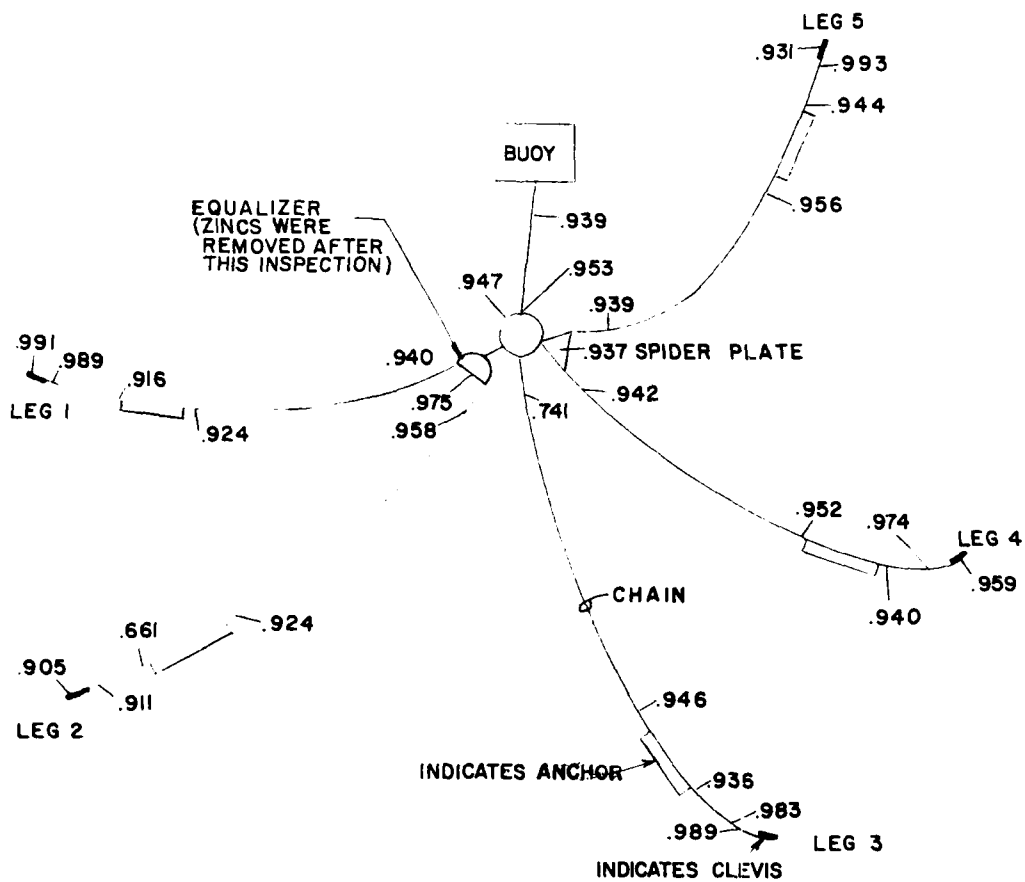 LEG 5
.931
.993
.944
BUOY
.956
EQUALIZER
(ZINCS WERE
REMOVED AFTER
THIS INSPECTION)
.939
.953
.947
.939
.991
.989
.940
.937 SPIDER PLATE
.916
LEG 1
.975
.942
.958
.741
.924
.952
.974
LEG 4
.959
CHAIN
.940
.924
.661
.905
.911
LEG 2
.946
INDICATES ANCHOR
.936
.983
.989
LEG 3
INDICATES CLEVIS